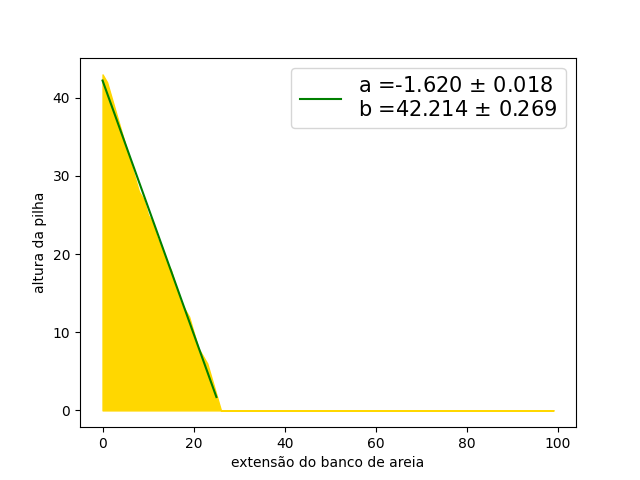 a =-1.620 ± 0.018
b =42.214 ± 0.269
altura da pilha
40
30
20
10
0
0 20 40 60 80 100
extensão do banco de areia